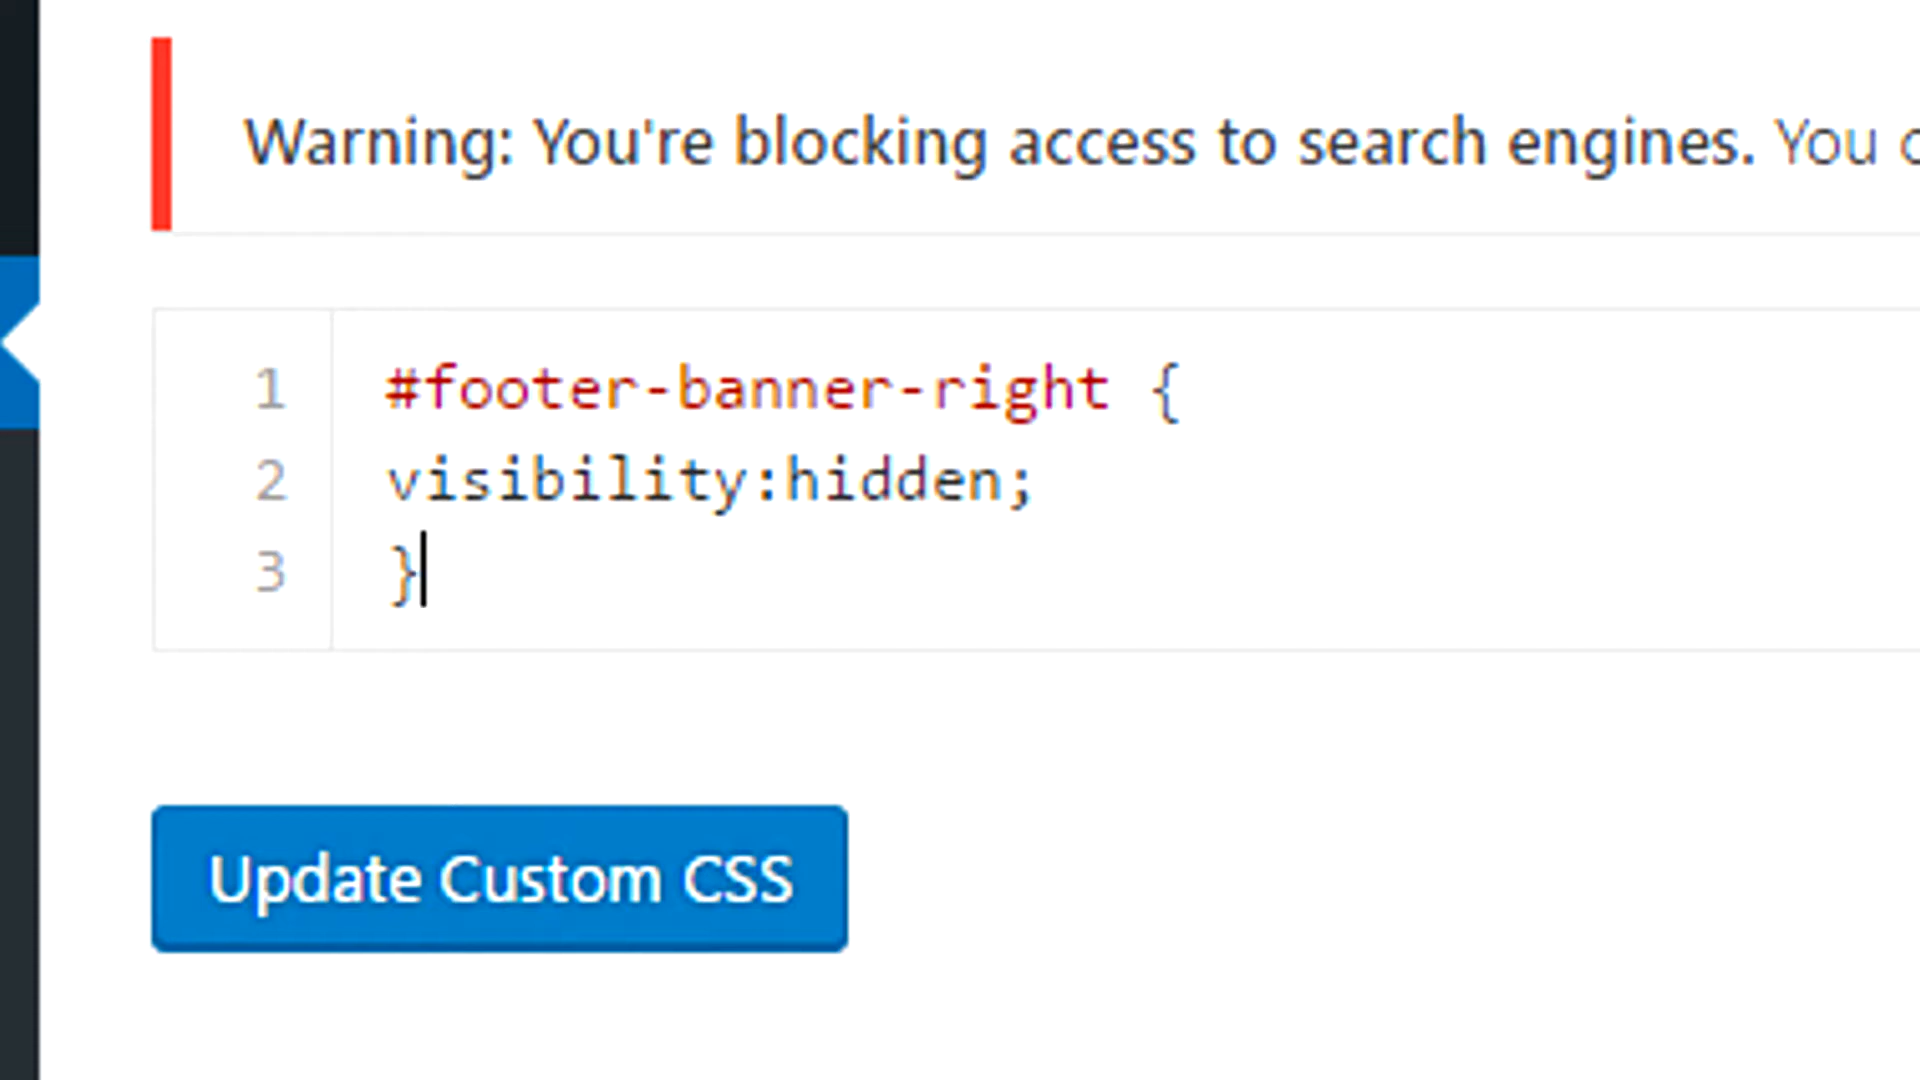 Warning: You're blocking access to search engines. You
1 #footer-banner-right {
2 visibility:hidden;
3 }
Update Custom CSS